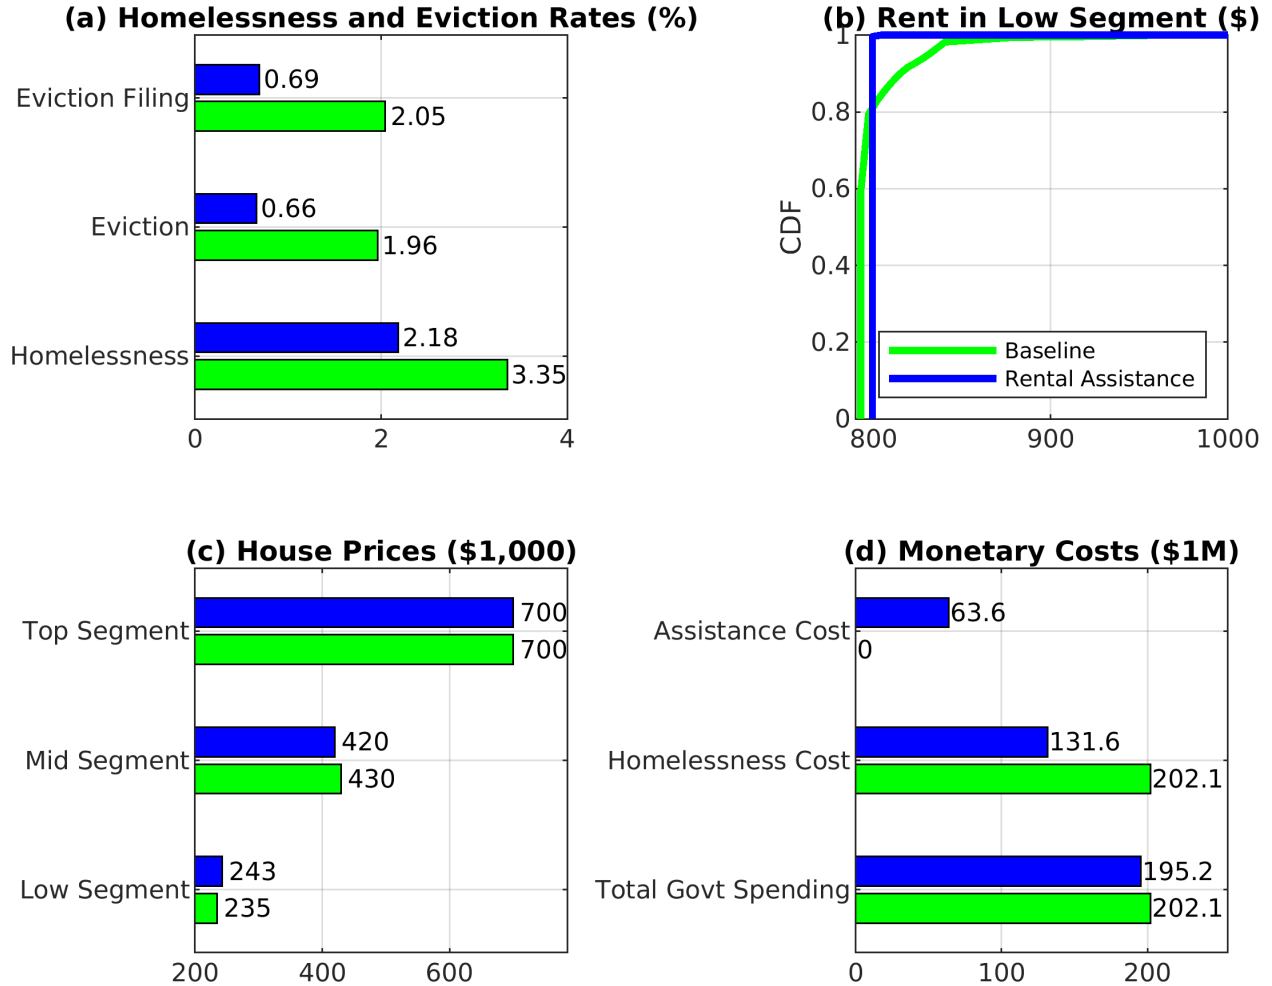 (a) Homelessness and Eviction Rates (%)
Eviction Filing
0.69
2.05
Eviction
0.66
1.96
Homelessness
2.18
3.35
0 2 4
(b) Rent in Low Segment ($)
CDF
1
0.8
0.6
0.4
0.2
0
Baseline
Rental Assistance
800 900 1000
(c) House Prices ($1,000)
Top Segment
700
700
Mid Segment
420
430
Low Segment
243
235
200 400 600
(d) Monetary Costs ($1M)
Assistance Cost
63.6
0
Homelessness Cost
131.6
202.1
Total Govt Spending
195.2
202.1
0 100 200